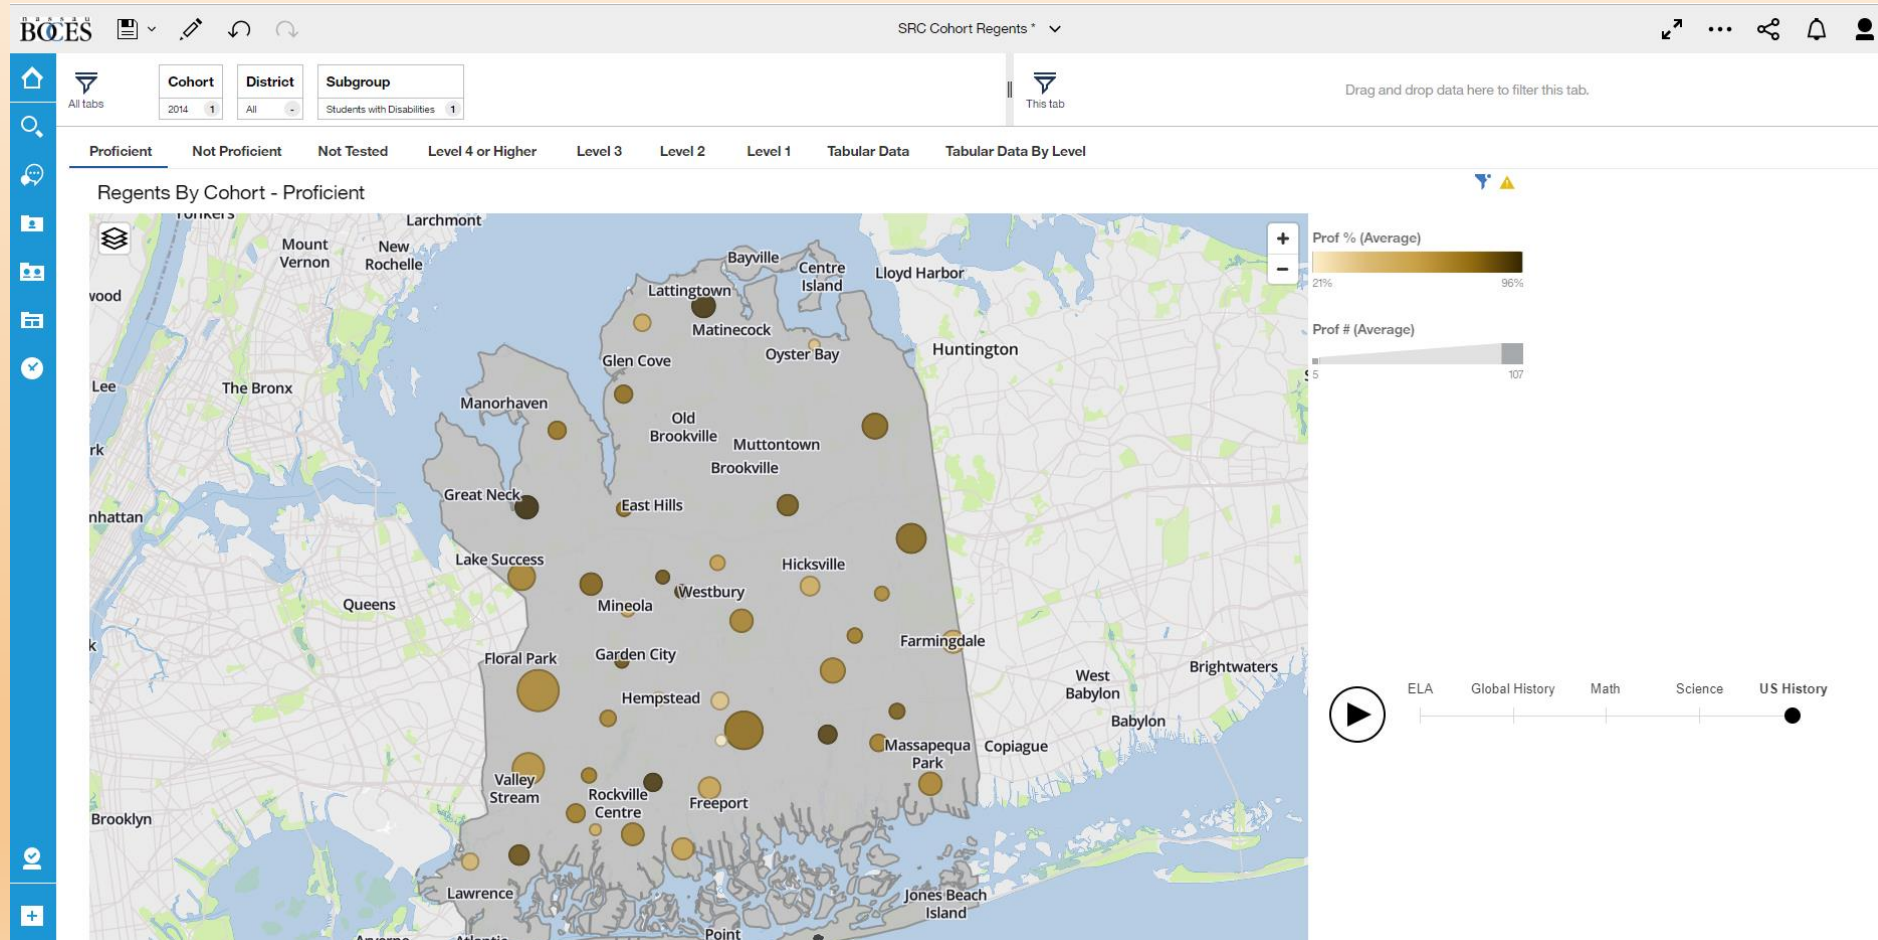 nassau
BOCES
SRC Cohort Regents *
All tabs
Cohort
2014 1
District
All -
Subgroup
Students with Disabilities 1
This tab
Drag and drop data here to filter this tab.
Proficient Not Proficient Not Tested Level 4 or Higher Level 3 Level 2 Level 1 Tabular Data Tabular Data By Level
Regents By Cohort - Proficient
Yonkers
Larchmont
Mount
Vernon
New
Rochelle
Bayville
Centre
Island
Lloyd Harbor
wood
Lattingtown
Matinecock
Glen Cove
Oyster Bay
Huntington
Lee
The Bronx
Manorhaven
Old
Brookville
Muttontown
Brookville
rk
Great Neck
East Hills
nhattan
Lake Success
Hicksville
Westbury
Queens
Mineola
k
Farmingdale
Floral Park
Garden City
Brightwaters
West
Babylon
Hempstead
Babylon
Massapequa
Park
Copiague
Valley
Stream
Rockville
Centre
Freeport
Brooklyn
Lawrence
Jones Beach
Island
Point
Atlantic
Arverne
+
−
Prof % (Average)
21% 96%
Prof # (Average)
5 107
S
ELA Global History Math Science US History